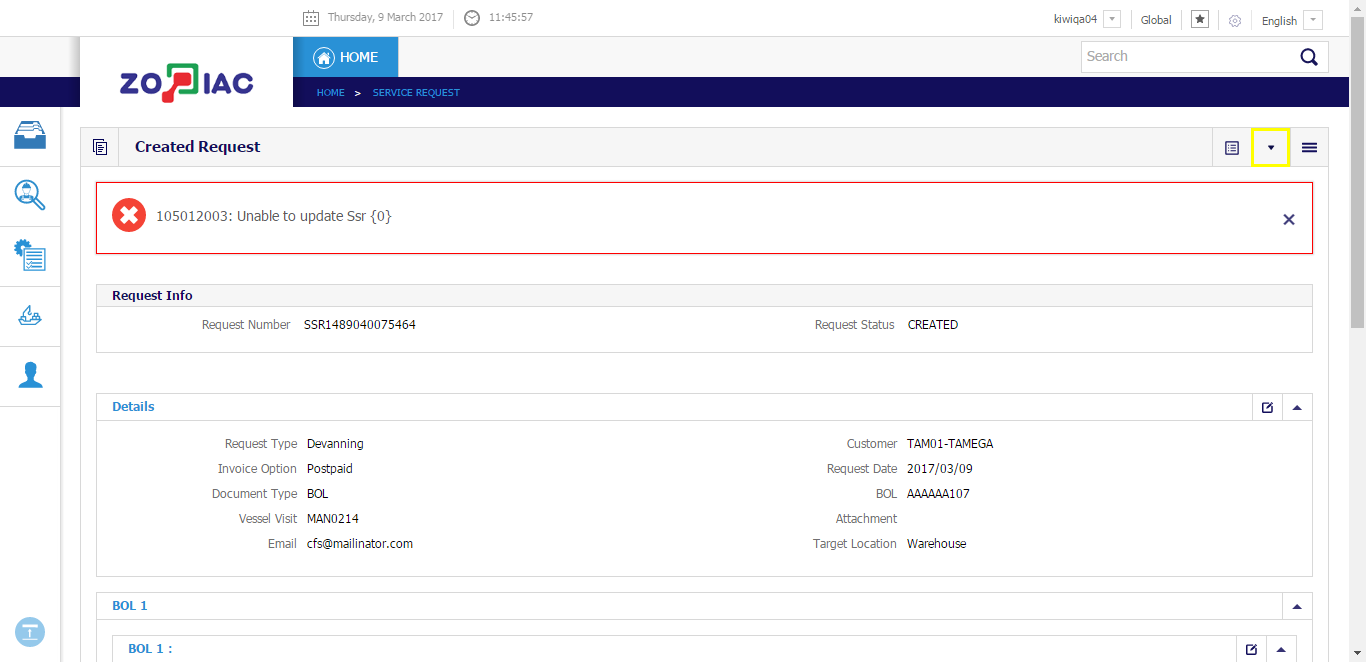 Thursday, 9 March 2017 11:45:57 kiwiqa04 Global English
ZODIAC HOME Search
HOME > SERVICE REQUEST
Created Request
105012003: Unable to update Ssr {0}
Request Info
Request Number SSR1489040075464 Request Status CREATED
Details
Request Type Devanning Customer TAM01-TAMEGA
Invoice Option Postpaid Request Date 2017/03/09
Document Type BOL BOL AAAAAA107
Vessel Visit MAN0214 Attachment
Email cfs@mailinator.com Target Location Warehouse
BOL 1
BOL 1 :